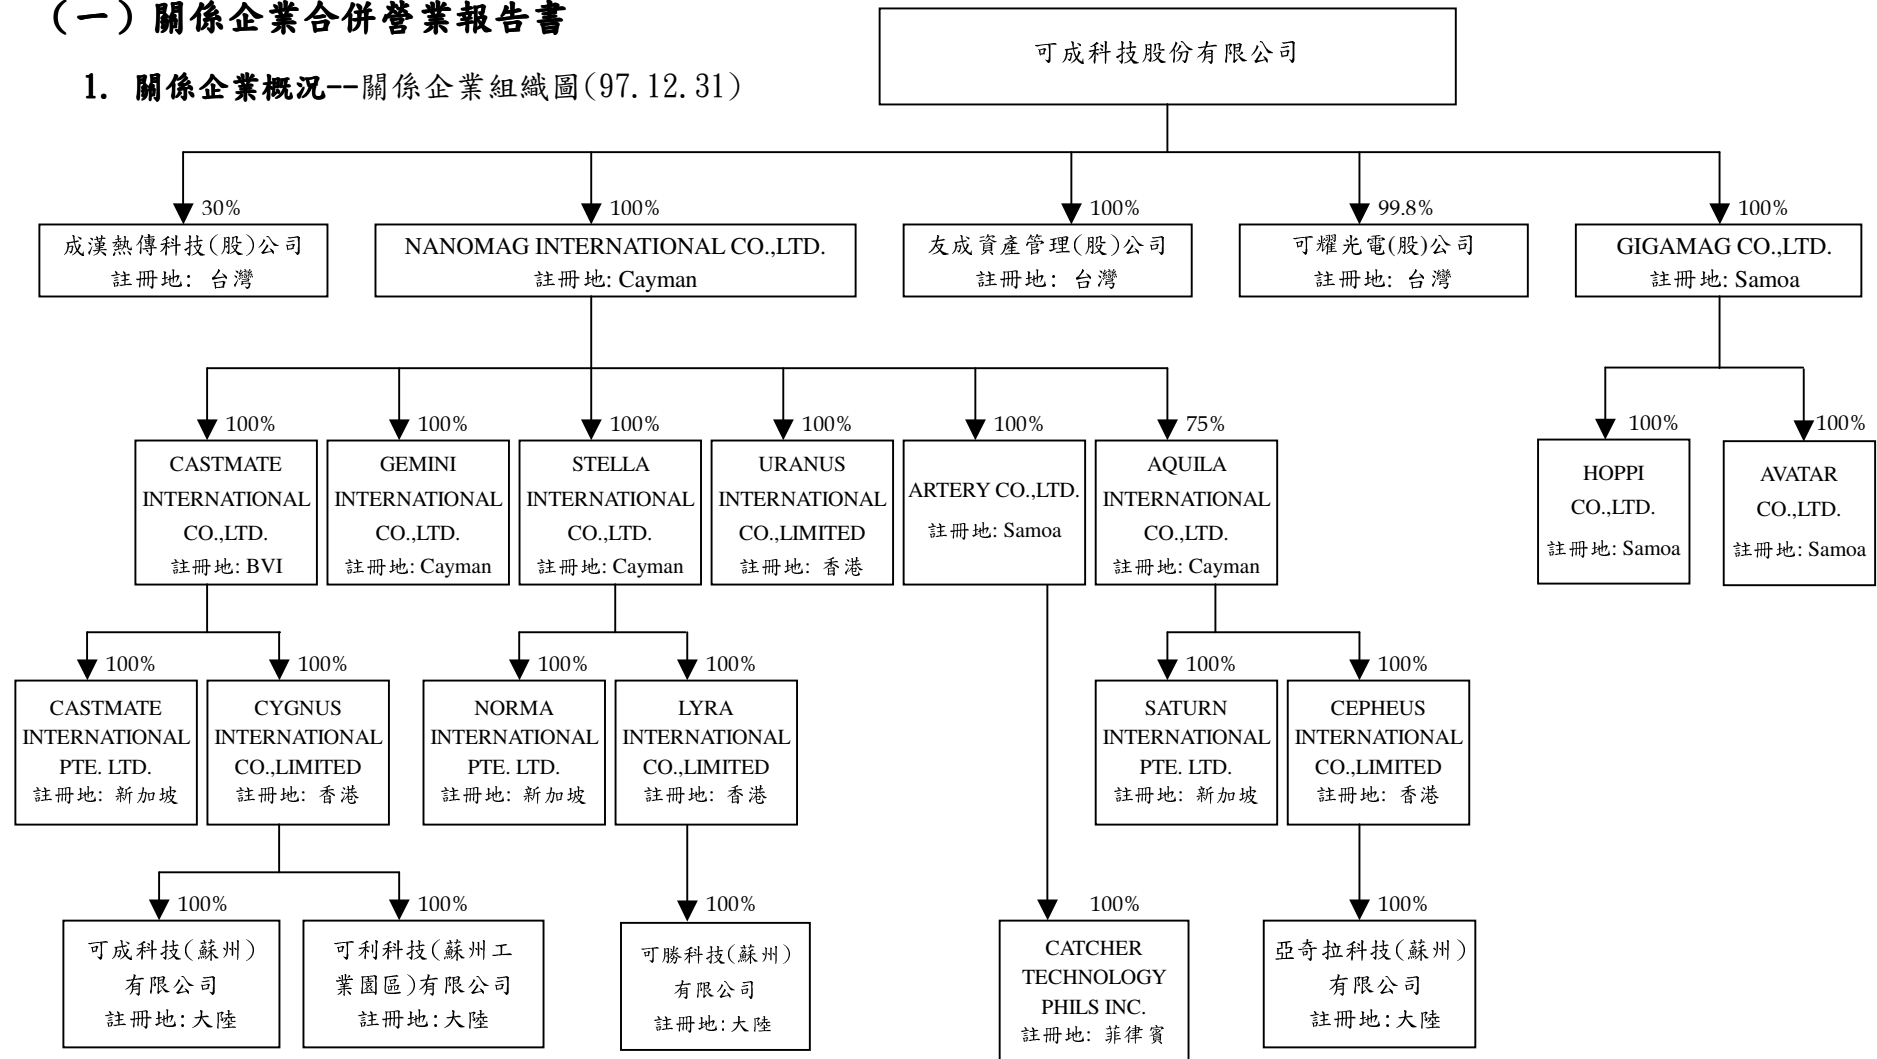 （一）關係企業合併營業報告書
1. 關係企業概況--關係企業組織圖(97.12.31)
可成科技股份有限公司
30%
成漢熱傳科技(股)公司
註冊地: 台灣
100%
NANOMAG INTERNATIONAL CO.,LTD.
註冊地: Cayman
100%
友成資產管理(股)公司
註冊地: 台灣
99.8%
可耀光電(股)公司
註冊地: 台灣
100%
GIGAMAG CO.,LTD.
註冊地: Samoa
100%
CASTMATE
INTERNATIONAL
CO.,LTD.
註冊地: BVI
100%
GEMINI
INTERNATIONAL
CO.,LTD.
註冊地: Cayman
100%
STELLA
INTERNATIONAL
CO.,LTD.
註冊地: Cayman
100%
URANUS
INTERNATIONAL
CO.,LIMITED
註冊地: 香港
100%
ARTERY CO.,LTD.
註冊地: Samoa
75%
AQUILA
INTERNATIONAL
CO.,LTD.
註冊地: Cayman
100%
HOPPI
CO.,LTD.
註冊地: Samoa
100%
AVATAR
CO.,LTD.
註冊地: Samoa
100%
CASTMATE
INTERNATIONAL
PTE. LTD.
註冊地: 新加坡
100%
CYGNUS
INTERNATIONAL
CO.,LIMITED
註冊地: 香港
100%
NORMA
INTERNATIONAL
PTE. LTD.
註冊地: 新加坡
100%
LYRA
INTERNATIONAL
CO.,LIMITED
註冊地: 香港
100%
SATURN
INTERNATIONAL
PTE. LTD.
註冊地: 新加坡
100%
CEPHEUS
INTERNATIONAL
CO.,LIMITED
註冊地: 香港
100%
可成科技(蘇州)
有限公司
註冊地:大陸
100%
可利科技(蘇州工
業園區)有限公司
註冊地:大陸
100%
可勝科技(蘇州)
有限公司
註冊地:大陸
100%
CATCHER
TECHNOLOGY
PHILS INC.
註冊地: 菲律賓
100%
亞奇拉科技(蘇州)
有限公司
註冊地:大陸